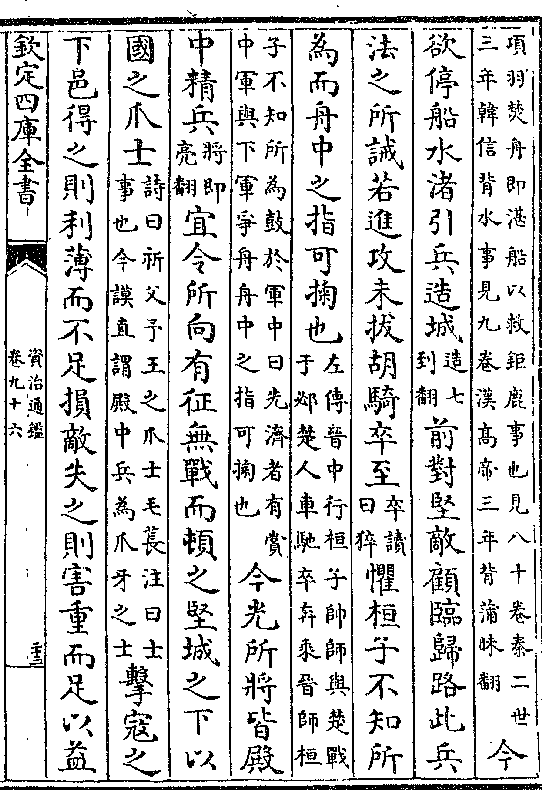 項羽焚舟即湛船以救鉅鹿事也見八十卷秦二世
三年韓信背水事見九卷漢高帝三年背蒲昧翻
今
欲停船水渚引兵造城
造七
到翻
前對堅敵顧臨歸路此兵
法之所誡若進攻未拔胡騎卒至
卒讀
曰猝
懼桓子不知所
為而舟中之指可掬也
左傳晉中行桓子帥師與楚戰
于邲楚人車馳卒奔乘晉師桓
子不知所為鼓於軍中曰先濟者有賞
中軍與下軍爭舟舟中之指可掬也
今光所將皆殿
中精兵
將即
亮翻
宜令所向有征無戰而頓之堅城之下以
國之爪士
詩曰祈父予王之爪士毛萇注曰士
事也今謨直謂殿中兵為爪牙之士
擊寇之
下邑得之則利薄而不足損敵失之則害重而足以益
欽定四庫全書
資治通鑑
卷九十六
二十三